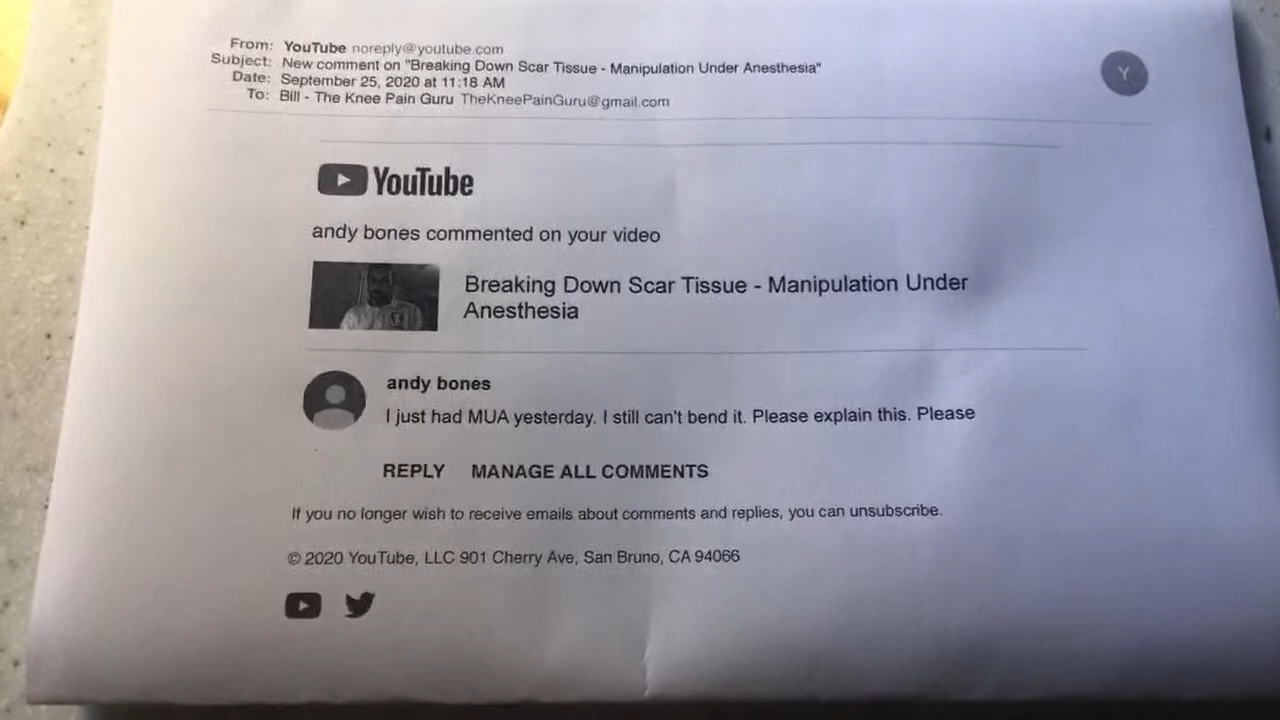 From: YouTube noreply@youtube.com
Subject: New comment on "Breaking Down Scar Tissue - Manipulation Under Anesthesia"
Date: September 25, 2020 at 11:18 AM
To: Bill - The Knee Pain Guru TheKneePainGuru@gmail.com
Y
YouTube
andy bones commented on your video
Breaking Down Scar Tissue - Manipulation Under
Anesthesia
andy bones
I just had MUA yesterday. I still can't bend it. Please explain this. Please
REPLY MANAGE ALL COMMENTS
If you no longer wish to receive emails about comments and replies, you can unsubscribe.
© 2020 YouTube, LLC 901 Cherry Ave, San Bruno, CA 94066